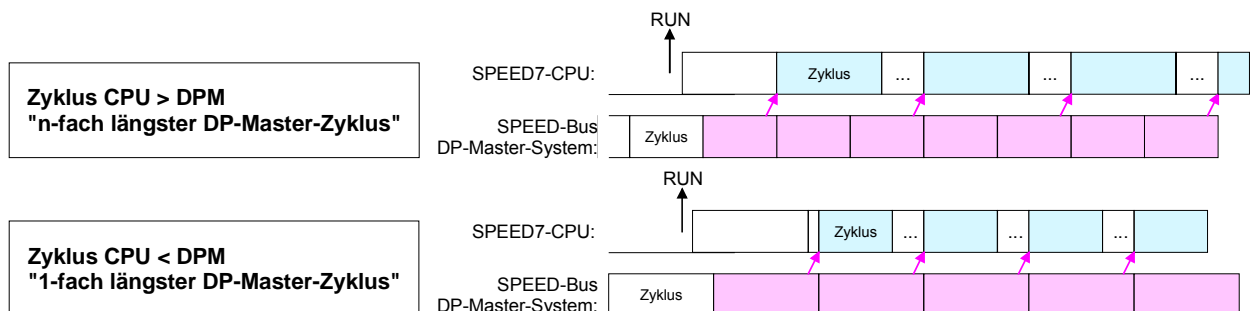 RUN
Zyklus CPU > DPM
"n-fach längster DP-Master-Zyklus"
SPEED7-CPU:
Zyklus
...
...
...
SPEED-Bus
DP-Master-System:
Zyklus
RUN
Zyklus CPU < DPM
"1-fach längster DP-Master-Zyklus"
SPEED7-CPU:
Zyklus
...
...
...
SPEED-Bus
DP-Master-System:
Zyklus